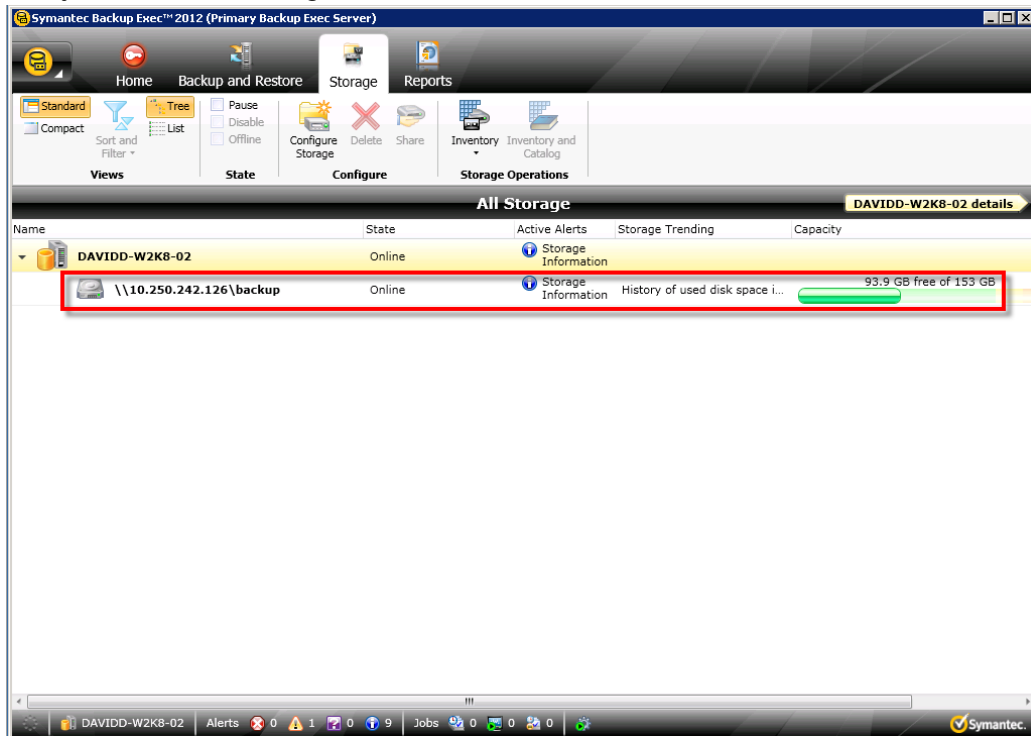 Symantec Backup Exec™ 2012 (Primary Backup Exec Server)
Home Backup and Restore Storage Reports
Standard
Compact
Sort and
Filter
Tree
List
Views
Pause
Disable
Offline
State
Configure
Storage
Delete
Share
Configure
Inventory
Inventory and
Catalog
Storage Operations
All Storage
DAVIDD-W2K8-02 details
Name State Active Alerts Storage Trending Capacity
DAVIDD-W2K8-02 Online Storage
Information
\\10.250.242.126\backup Online Storage
Information History of used disk space i... 93.9 GB free of 153 GB
DAVIDD-W2K8-02 Alerts 0 1 0 9 Jobs 0 0 0 Symantec.